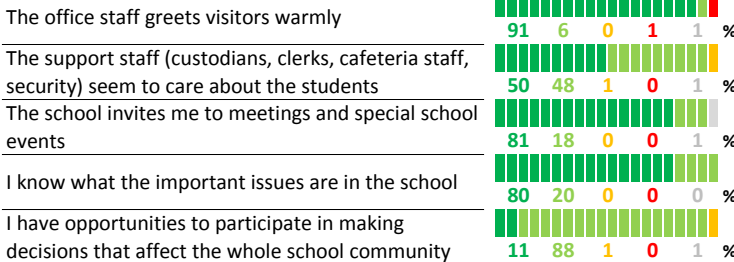 The office staff greets visitors warmly
91 6 0 1 1 %
The support staff (custodians, clerks, cafeteria staff,
security) seem to care about the students
50 48 1 0 1 %
The school invites me to meetings and special school
events
81 18 0 0 1 %
I know what the important issues are in the school
80 20 0 0 0 %
I have opportunities to participate in making
decisions that affect the whole school community
11 88 1 0 1 %